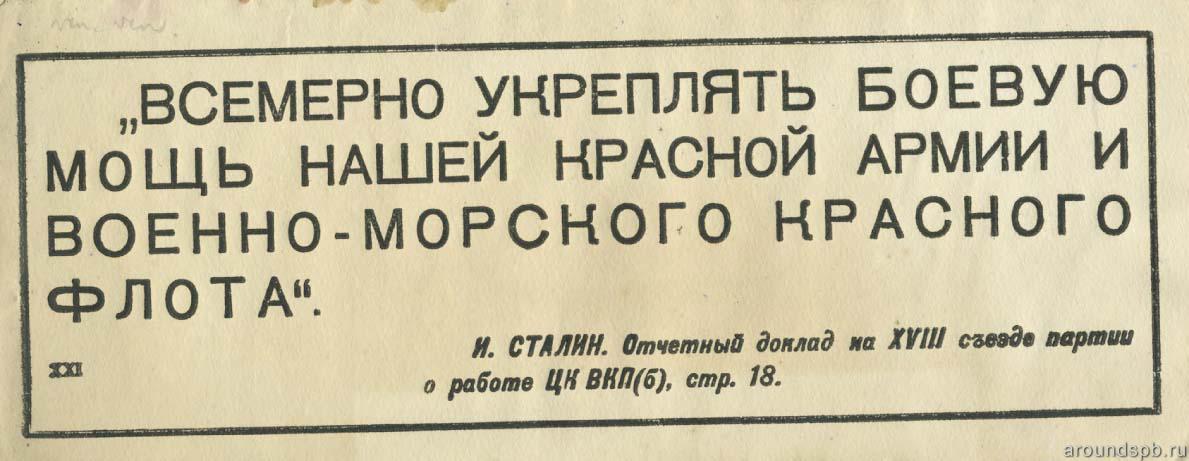 „ВСЕМЕРНО УКРЕПЛЯТЬ БОЕВУЮ
МОЩЬ НАШЕЙ КРАСНОЙ АРМИИ И
ВОЕННО-МОРСКОГО КРАСНОГО
ФЛОТА“.
И. СТАЛИН. Отчетный доклад на XVIII съезде партии
о работе ЦК ВКП(б), стр. 18.
XXI
aroundspb.ru